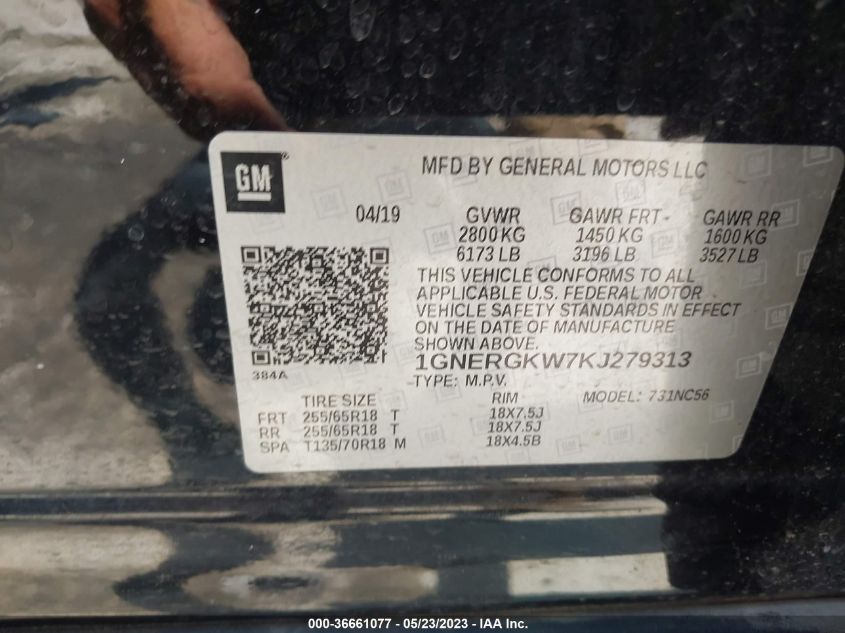 GM ®
MFD BY GENERAL MOTORS LLC
04/19 GVWR GAWR FRT GAWR RR
2800 KG 1450 KG 1600 KG
6173 LB 3196 LB 3527 LB
THIS VEHICLE CONFORMS TO ALL
APPLICABLE U.S. FEDERAL MOTOR
VEHICLE SAFETY STANDARDS IN EFFECT
ON THE DATE OF MANUFACTURE
SHOWN ABOVE.
1GNERGKW7KJ279313
384A
TYPE: M.P.V. MODEL: 731NC56
TIRE SIZE RIM
FRT 255/65R18 T 18X7.5J
RR 255/65R18 T 18X7.5J
SPA T135/70R18 M 18X4.5B
000-36661077 - 05/23/2023 - Copyright © IAA, Inc.